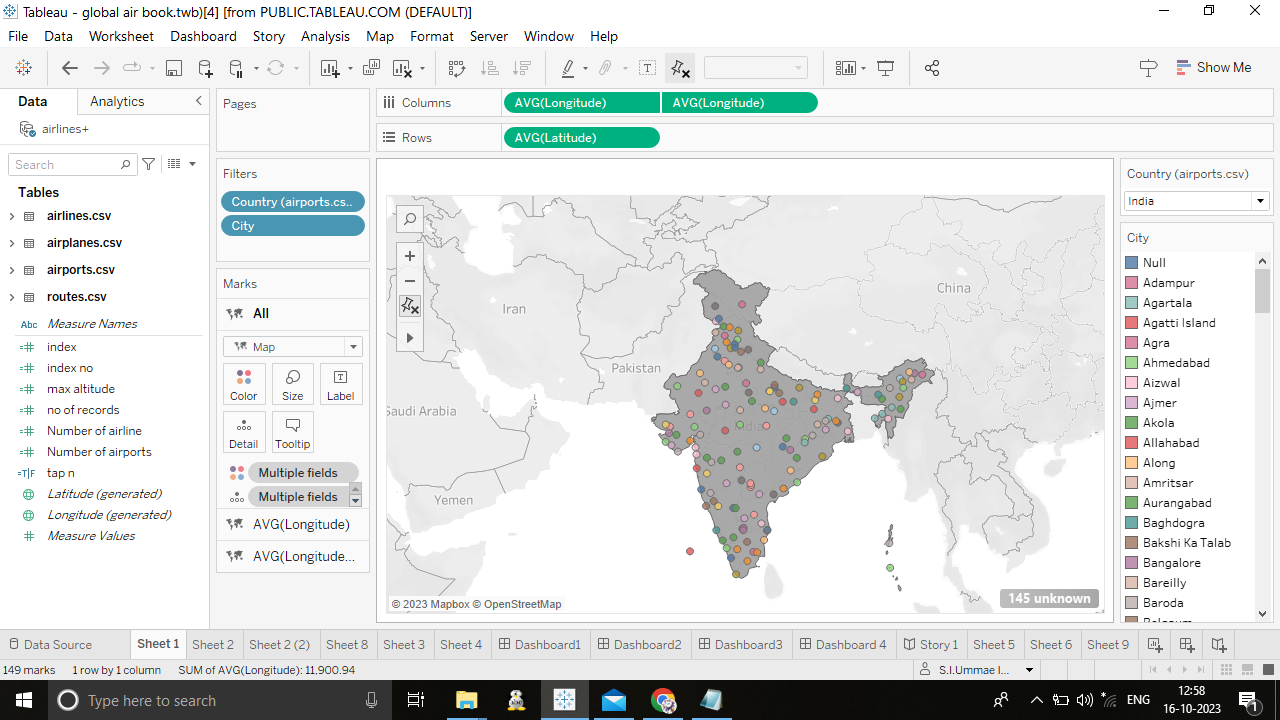 Tableau - global air book.twb)[4] [from PUBLIC.TABLEAU.COM (DEFAULT)]
File Data Worksheet Dashboard Story Analysis Map Format Server Window Help
Show Me
Data Analytics
airlines+
Search
Tables
airlines.csv
airplanes.csv
airports.csv
routes.csv
Abc Measure Names
index
index no
max altitude
no of records
Number of airline
Number of airports
T|F tap n
Latitude (generated)
Longitude (generated)
Measure Values
Pages
Filters
Country (airports.cs..
City
Marks
All
Map
Color Size Label
Detail Tooltip
Multiple fields
Multiple fields
AVG(Longitude)
AVG(Longitude...
Columns AVG(Longitude) AVG(Longitude)
Rows AVG(Latitude)
Iran
China
Pakistan
Saudi Arabia
India
Yemen
© 2023 Mapbox © OpenStreetMap
145 unknown
Country (airports.csv)
India
City
Null
Adampur
Agartala
Agatti Island
Agra
Ahmedabad
Aizwal
Ajmer
Akola
Allahabad
Along
Amritsar
Aurangabad
Baghdogra
Bakshi Ka Talab
Bangalore
Bareilly
Baroda
Belgaum
Data Source Sheet 1 Sheet 2 Sheet 2 (2) Sheet 8 Sheet 3 Sheet 4 Dashboard1 Dashboard2 Dashboard3 Dashboard 4 Story 1 Sheet 5 Sheet 6 Sheet 9
149 marks 1 row by 1 column SUM of AVG(Longitude): 11,900.94 S.I.Ummae I...
Type here to search
ENG
12:58
16-10-2023
1